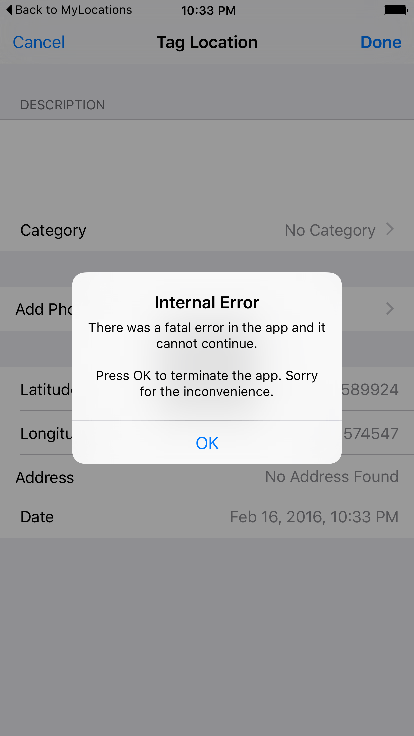 Back to MyLocations 10:33 PM
Cancel Tag Location Done
DESCRIPTION
Category No Category
Internal Error
Add Pho
There was a fatal error in the app and it
cannot continue.
Press OK to terminate the app. Sorry
for the inconvenience.
Latitud 589924
Longitu 574547
OK
Address No Address Found
Date Feb 16, 2016, 10:33 PM